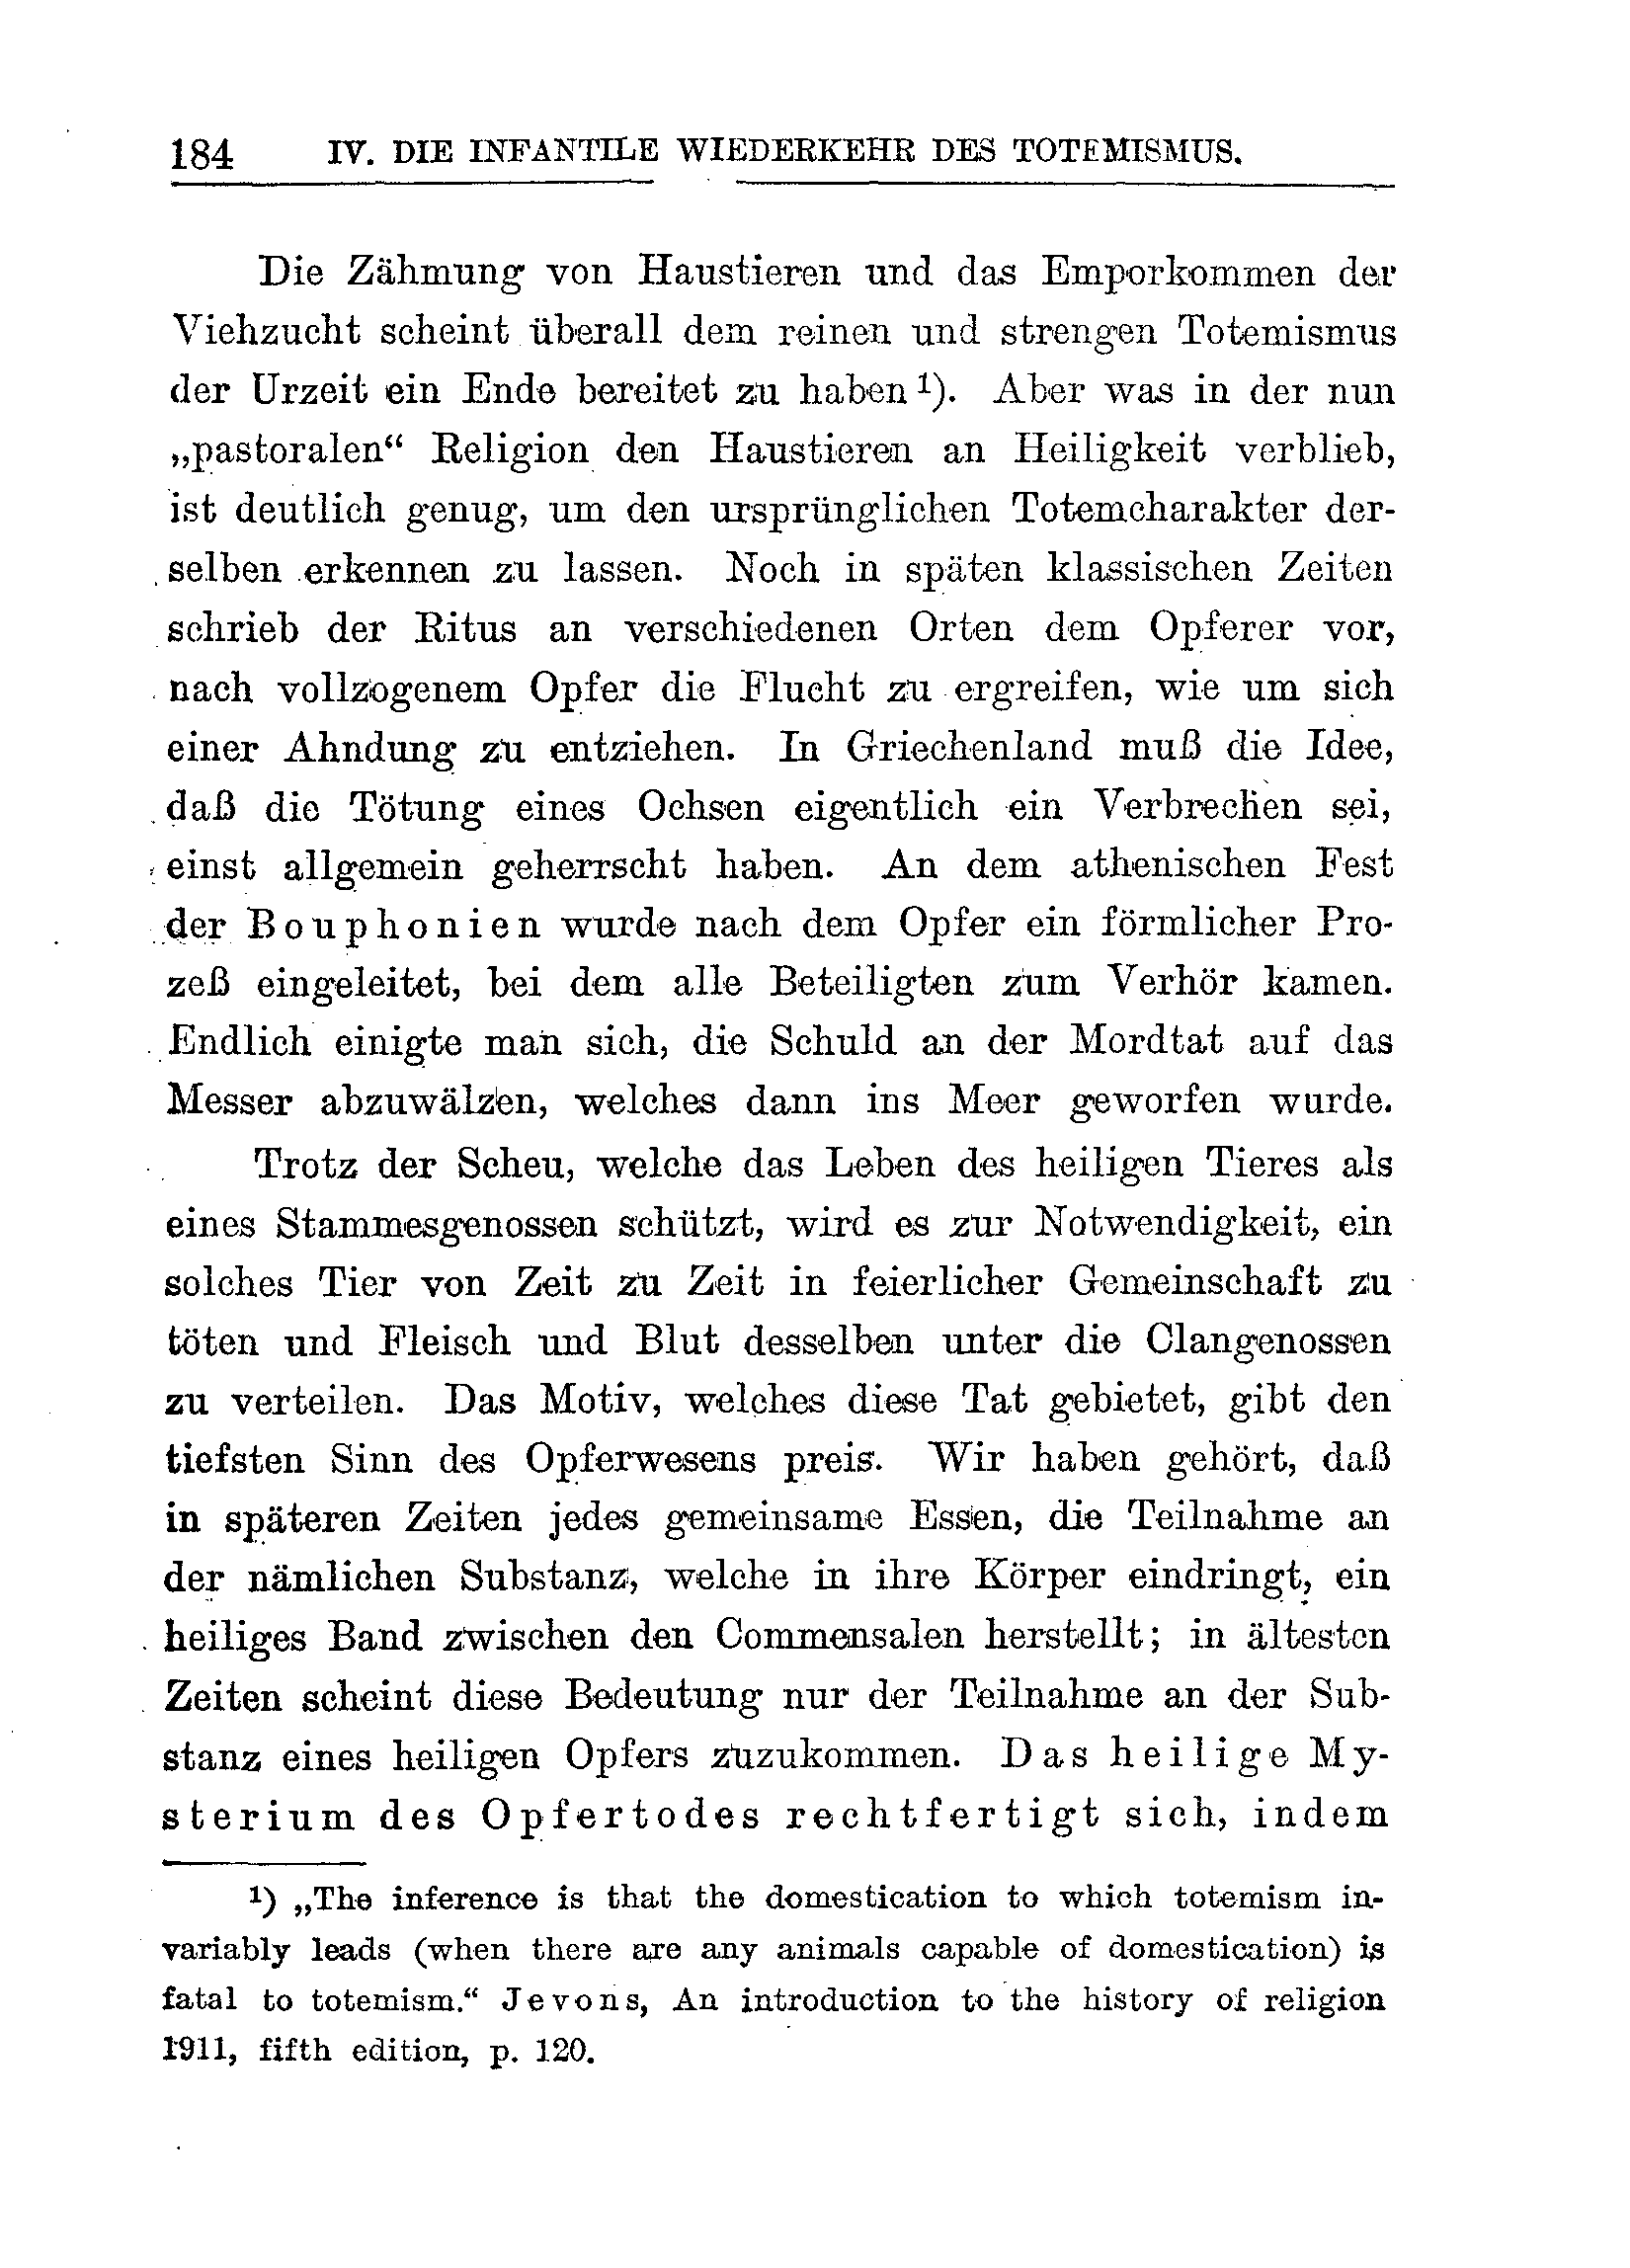 184 IV. DIE INFANTILE WIEDERKEHR DES TOTEMISMUS.
Die Zähmung von Haustieren und das Emporkommen der
Viehzucht scheint überall dem reinen und strengen Totemismus
der Urzeit ein Ende bereitet zu haben¹). Aber was in der nun
„pastoralen“ Religion den Haustieren an Heiligkeit verblieb,
ist deutlich genug, um den ursprünglichen Totemcharakter der-
selben erkennen zu lassen. Noch in späten klassischen Zeiten
schrieb der Ritus an verschiedenen Orten dem Opferer vor,
nach vollzogenem Opfer die Flucht zu ergreifen, wie um sich
einer Ahndung zu entziehen. In Griechenland muß die Idee,
daß die Tötung eines Ochsen eigentlich ein Verbrechen sei,
einst allgemein geherrscht haben. An dem athenischen Fest
der Bouphonien wurde nach dem Opfer ein förmlicher Pro-
zeß eingeleitet, bei dem alle Beteiligten zum Verhör kamen.
Endlich einigte man sich, die Schuld an der Mordtat auf das
Messer abzuwälzen, welches dann ins Meer geworfen wurde.
Trotz der Scheu, welche das Leben des heiligen Tieres als
eines Stammesgenossen schützt, wird es zur Notwendigkeit, ein
solches Tier von Zeit zu Zeit in feierlicher Gemeinschaft zu
töten und Fleisch und Blut desselben unter die Clangenossen
zu verteilen. Das Motiv, welches diese Tat gebietet, gibt den
tiefsten Sinn des Opferwesens preis. Wir haben gehört, daß
in späteren Zeiten jedes gemeinsame Essen, die Teilnahme an
der nämlichen Substanz, welche in ihre Körper eindringt, ein
heiliges Band zwischen den Commensalen herstellt; in ältesten
Zeiten scheint diese Bedeutung nur der Teilnahme an der Sub-
stanz eines heiligen Opfers zuzukommen. Das heilige My-
sterium des Opfertodes rechtfertigt sich, indem
¹) „The inference is that the domestication to which totemism in-
variably leads (when there are any animals capable of domestication) is
fatal to totemism.“ Jevons, An introduction to the history of religion
1911, fifth edition, p. 120.